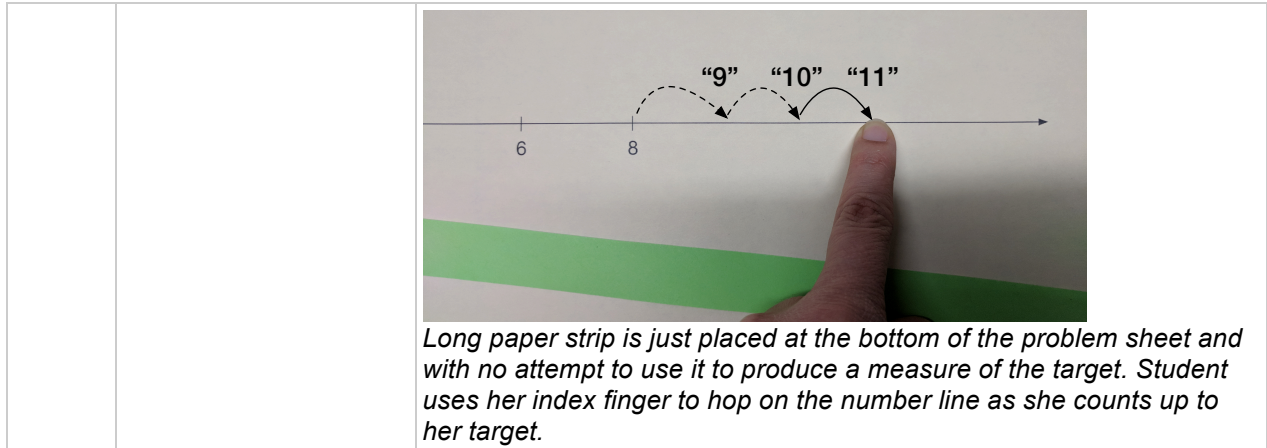 “9” “10” “11”
6 8
Long paper strip is just placed at the bottom of the problem sheet and
with no attempt to use it to produce a measure of the target. Student
uses her index finger to hop on the number line as she counts up to
her target.